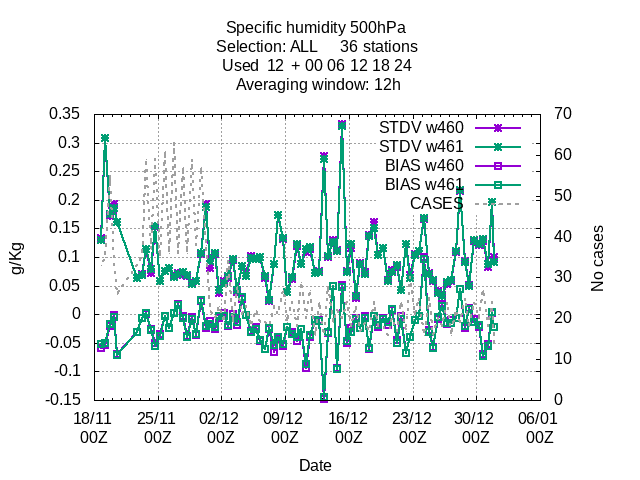 Specific humidity 500hPa
Selection: ALL 36 stations
Used 12 + 00 06 12 18 24
Averaging window: 12h
STDV w460
STDV w461
BIAS w460
BIAS w461
CASES
g/Kg
0.35
0.3
0.25
0.2
0.15
0.1
0.05
0
-0.05
-0.1
-0.15
70
60
50
40
30
20
10
0
No cases
18/11 25/11 02/12 09/12 16/12 23/12 30/12 06/01
00Z 00Z 00Z 00Z 00Z 00Z 00Z 00Z
Date